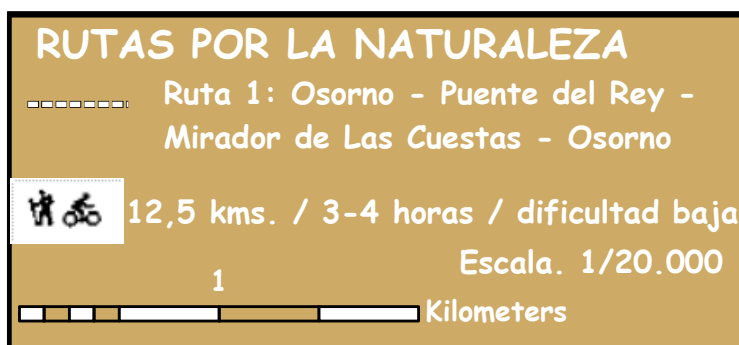 RUTAS POR LA NATURALEZA
Ruta 1: Osorno - Puente del Rey -
Mirador de Las Cuestas - Osorno
12,5 kms. / 3-4 horas / dificultad baja
Escala. 1/20.000
1
Kilometers